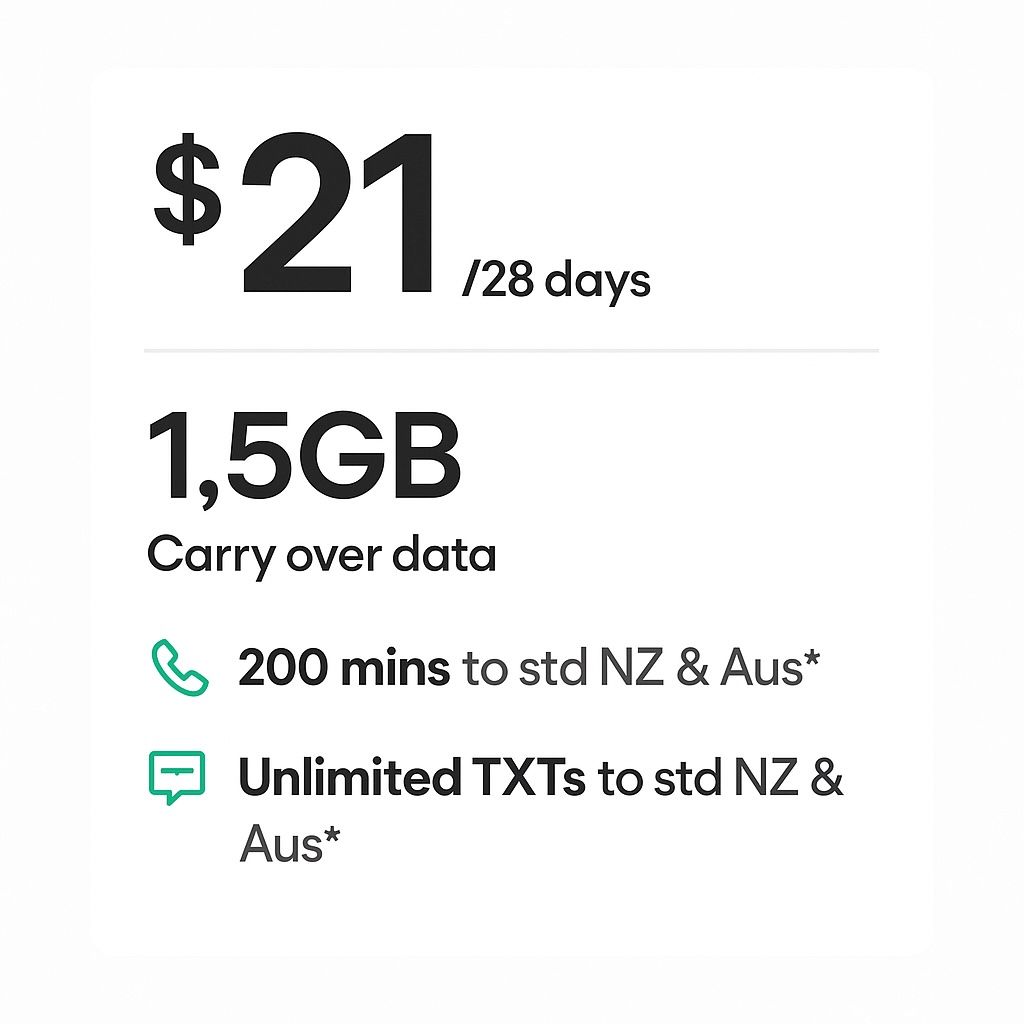 $21 /28 days
1,5GB
Carry over data
200 mins to std NZ & Aus*
Unlimited TXTs to std NZ &
Aus*